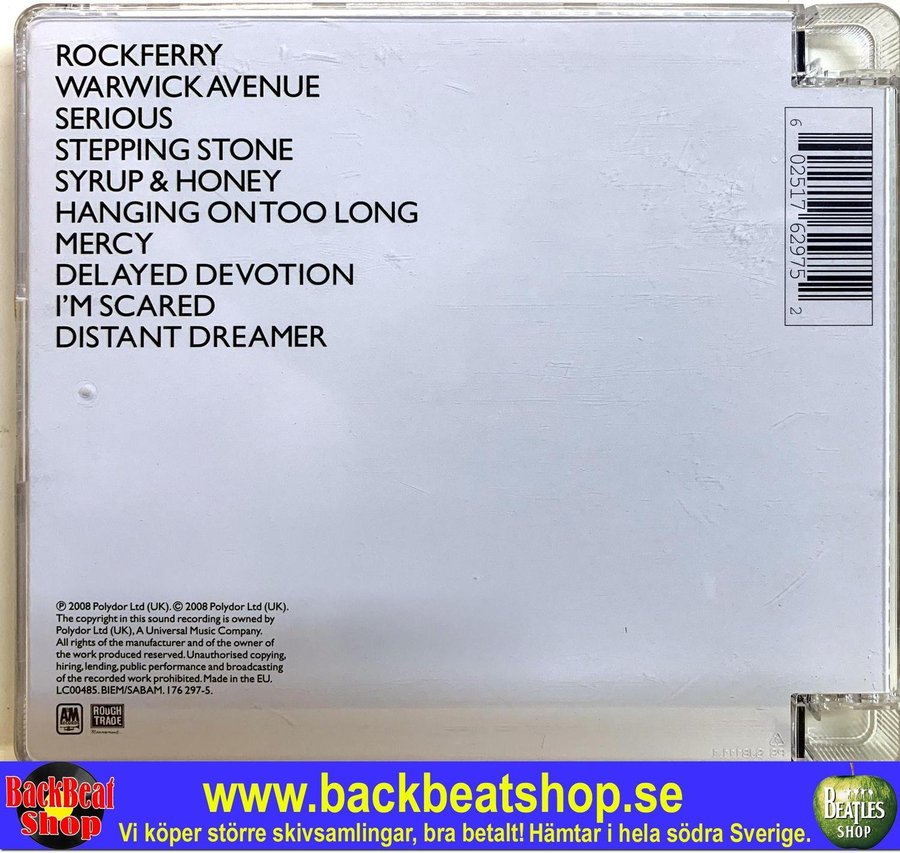 ROCKFERRY
WARWICK AVENUE
SERIOUS
STEPPING STONE
SYRUP & HONEY
HANGING ON TOO LONG
MERCY
DELAYED DEVOTION
I'M SCARED
DISTANT DREAMER
6 02517 62975 2
℗ 2008 Polydor Ltd (UK). © 2008 Polydor Ltd (UK).
The copyright in this sound recording is owned by
Polydor Ltd (UK), A Universal Music Company.
All rights of the manufacturer and of the owner of
the work produced reserved. Unauthorised copying,
hiring, lending, public performance and broadcasting
of the recorded work prohibited. Made in the EU.
LC00485. BIEM/SABAM. 176 297-5.
AM
ROUGH
TRADE
Management
BackBeat
Shop
www.backbeatshop.se
Vi köper större skivsamlingar, bra betalt! Hämtar i hela södra Sverige.
BEATLES
SHOP